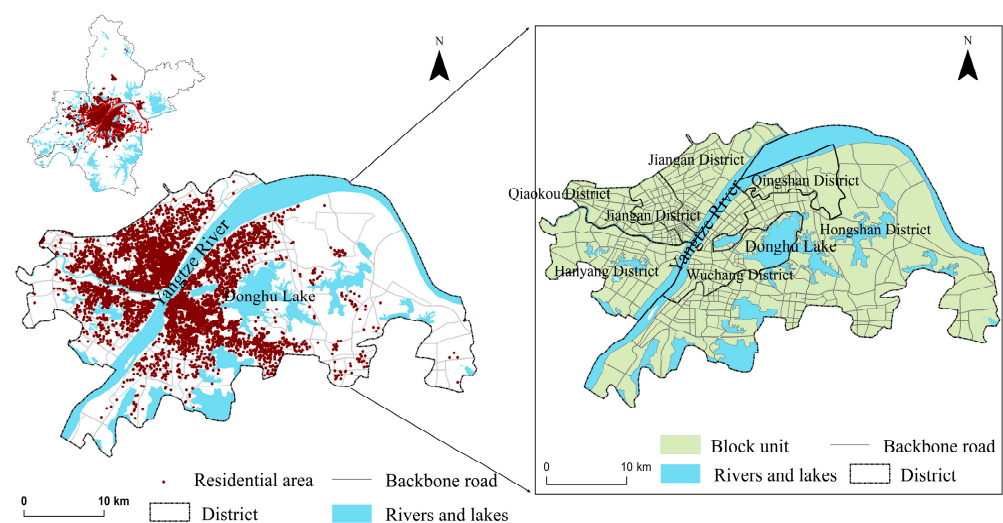 N
Yangtze River
Donghu Lake
Residential area
Backbone road
0
10 km
District
Rivers and lakes
N
Jiangan District
Qiaokou District
Qingshan District
Jiangan District
Yangtze River
Hongshan District
Donghu Lake
Hanyang District
Wuchang District
Block unit
Backbone road
0
10 km
Rivers and lakes
District